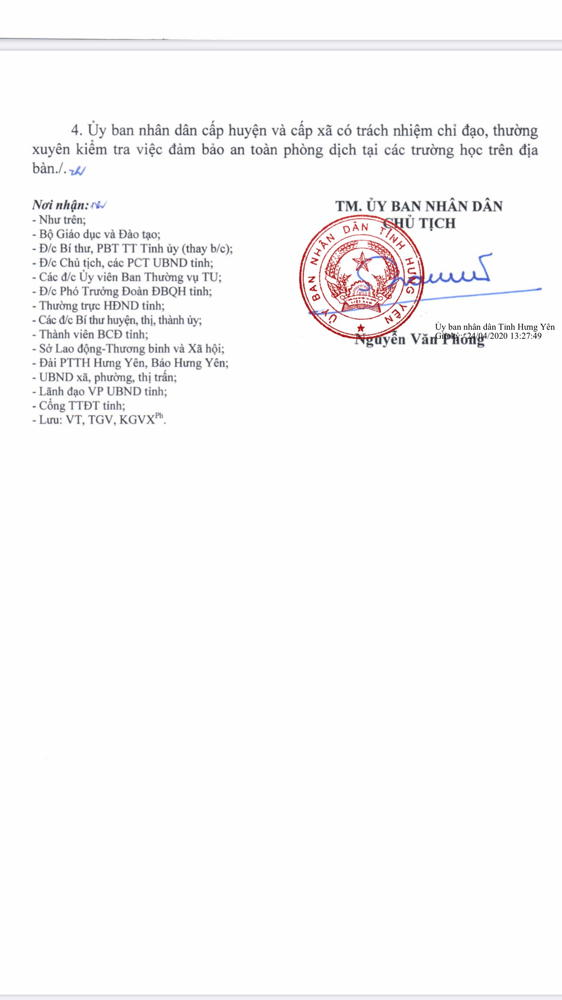 4. Ủy ban nhân dân cấp huyện và cấp xã có trách nhiệm chỉ đạo, thường
xuyên kiểm tra việc đảm bảo an toàn phòng dịch tại các trường học trên địa
bàn./.
Nơi nhận:
- Như trên;
- Bộ Giáo dục và Đào tạo;
- Đ/c Bí thư, PBT TT Tỉnh ủy (thay b/c);
- Đ/c Chủ tịch, các PCT UBND tỉnh;
- Các đ/c Ủy viên Ban Thường vụ TU;
- Đ/c Phó Trưởng Đoàn ĐBQH tỉnh;
- Thường trực HĐND tỉnh;
- Các đ/c Bí thư huyện, thị, thành ủy;
- Thành viên BCĐ tỉnh;
- Sở Lao động-Thương binh và Xã hội;
- Đài PTTH Hưng Yên, Báo Hưng Yên;
- UBND xã, phường, thị trấn;
- Lãnh đạo VP UBND tỉnh;
- Cổng TTĐT tỉnh;
- Lưu: VT, TGV, KGVXPh.
TM. ỦY BAN NHÂN DÂN
CHỦ TỊCH
ỦY BAN NHÂN DÂN TỈNH HƯNG YÊN
VIỆT NAM
Ủy ban nhân dân Tỉnh Hưng Yên
Giờ ký: 24/04/2020 13:27:49
Nguyễn Văn Phóng